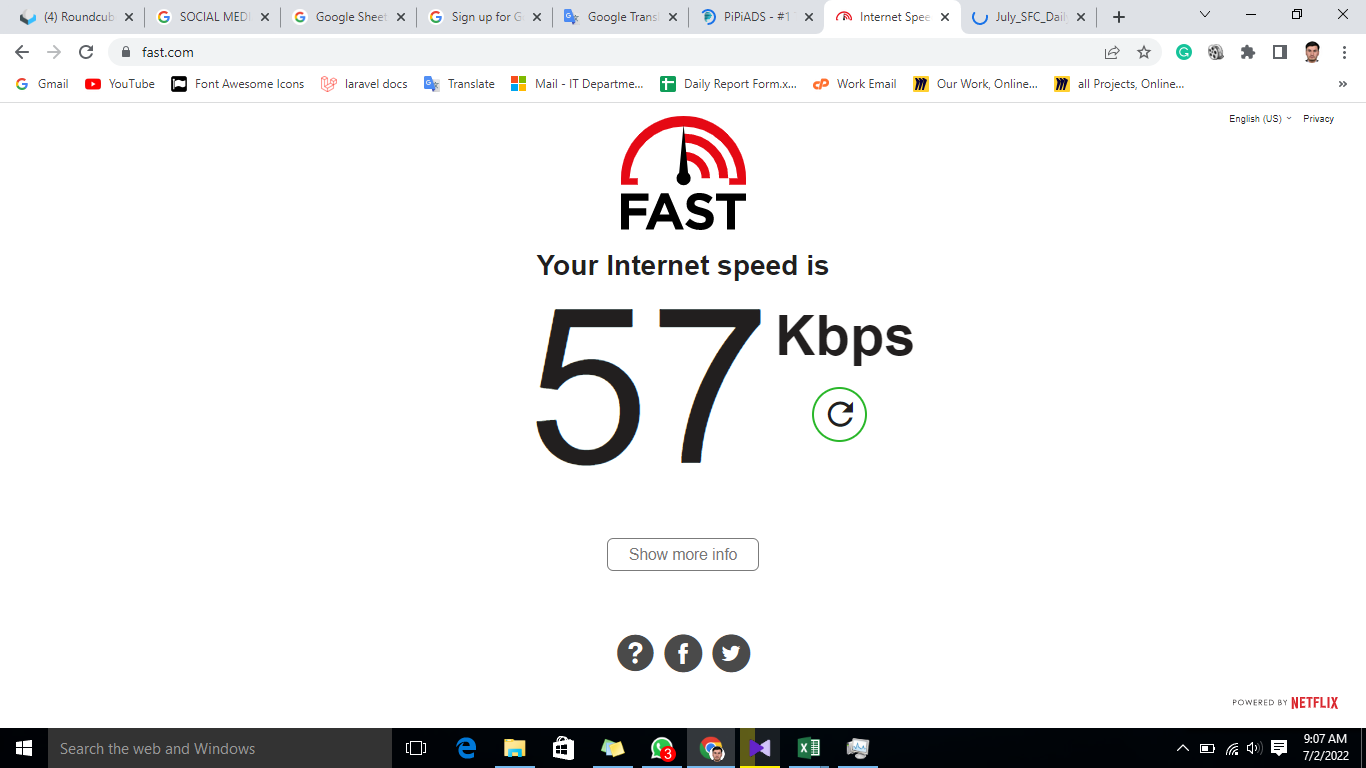 (4) Roundcub
SOCIAL MEDI
Google Sheet
Sign up for G
Google Transl
PiPiADS - #1
Internet Spee
July_SFC_Dail
fast.com
Gmail
YouTube
Font Awesome Icons
laravel docs
Translate
Mail - IT Departme...
Daily Report Form.x...
Work Email
Our Work, Online...
all Projects, Online...
»
English (US)
Privacy
FAST
Your Internet speed is
57 Kbps
Show more info
POWERED BY NETFLIX
Search the web and Windows
3
9:07 AM
7/2/2022